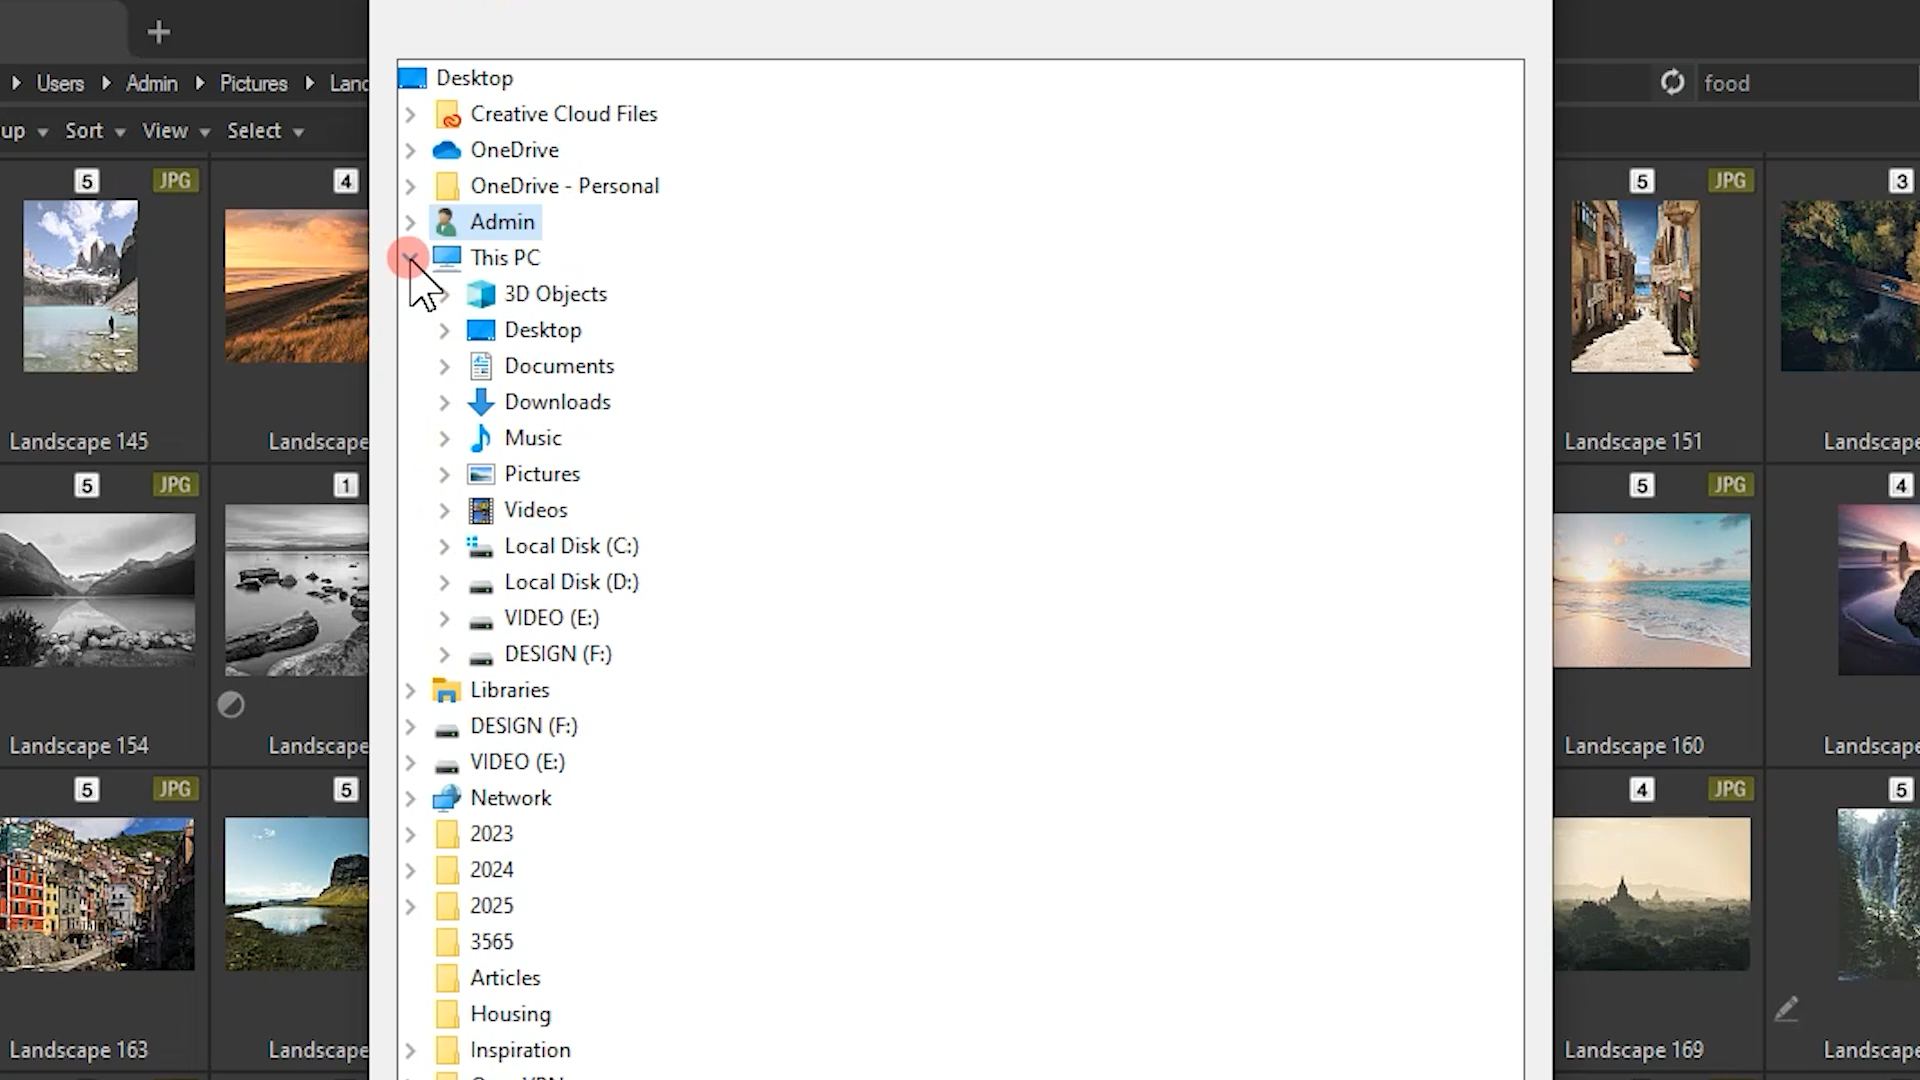 Users Admin Pictures Land
food
up Sort View Select
5 JPG
4
5 JPG
3
Landscape 145
Landscape
Landscape 151
Landscape
5 JPG
1
5 JPG
4
Landscape 154
Landscape
Landscape 160
Landscape
5 JPG
5
4 JPG
5
Landscape 163
Landscape
Landscape 169
Landscape
Desktop
Creative Cloud Files
OneDrive
OneDrive - Personal
Admin
This PC
3D Objects
Desktop
Documents
Downloads
Music
Pictures
Videos
Local Disk (C:)
Local Disk (D:)
VIDEO (E:)
DESIGN (F:)
Libraries
DESIGN (F:)
VIDEO (E:)
Network
2023
2024
2025
3565
Articles
Housing
Inspiration